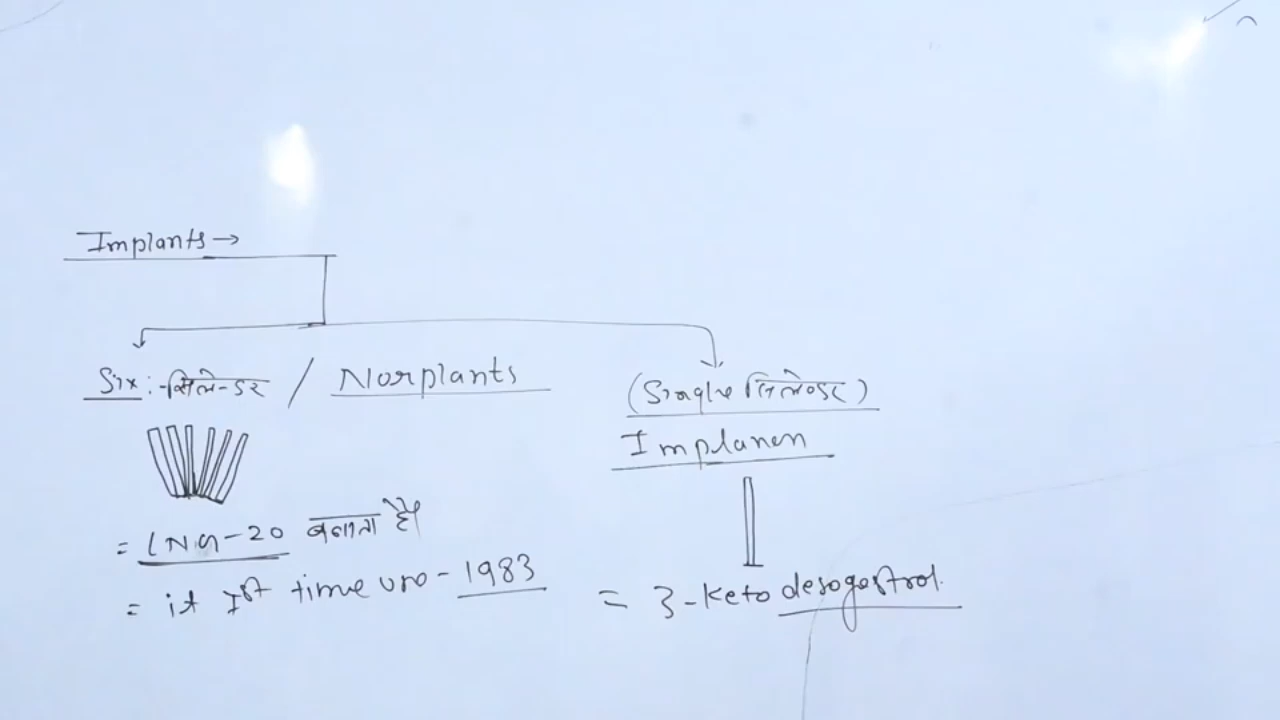 Implants →
Six :- सिलेन्डर / Norplants
= LNG-20 बनाता है
= it Ist time use - 1983
(Single सिलेण्डर)
Implanon
= 3-Keto desogestrol.